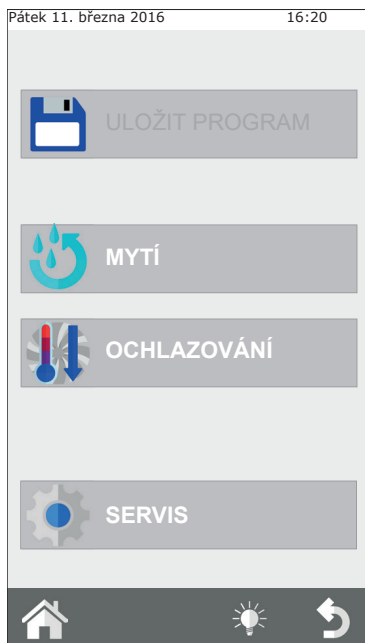 Pátek 11. března 2016 16:20
ULOŽIT PROGRAM
MYTÍ
OCHLAZOVÁNÍ
SERVIS